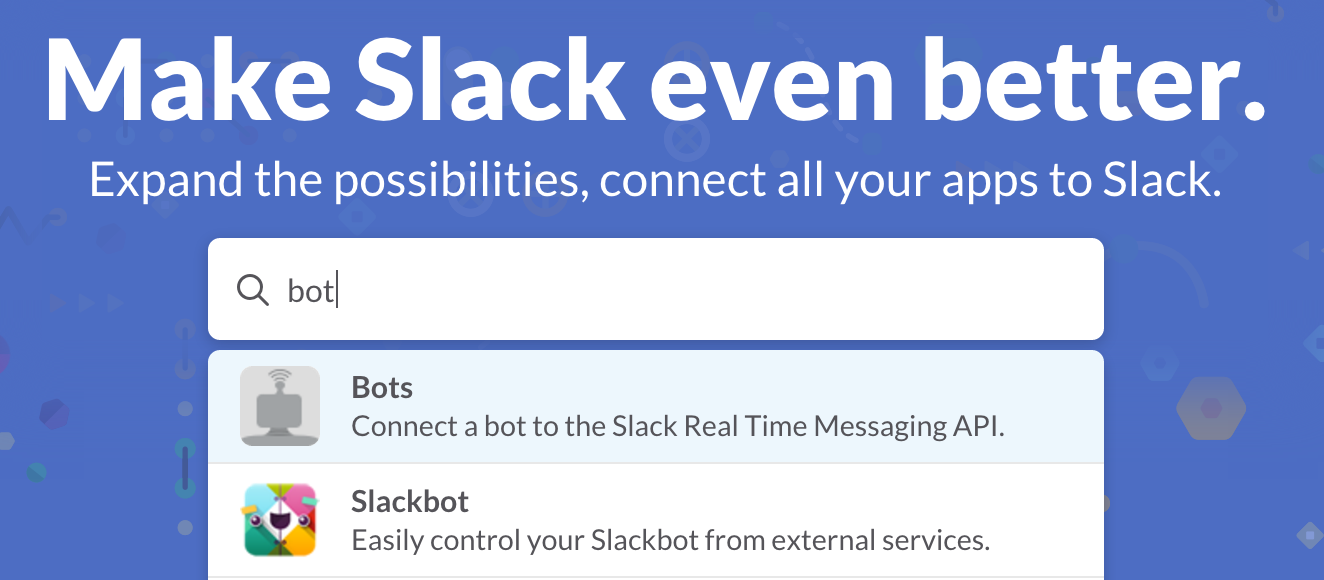 Make Slack even better.
Expand the possibilities, connect all your apps to Slack.
bot
Bots
Connect a bot to the Slack Real Time Messaging API.
Slackbot
Easily control your Slackbot from external services.